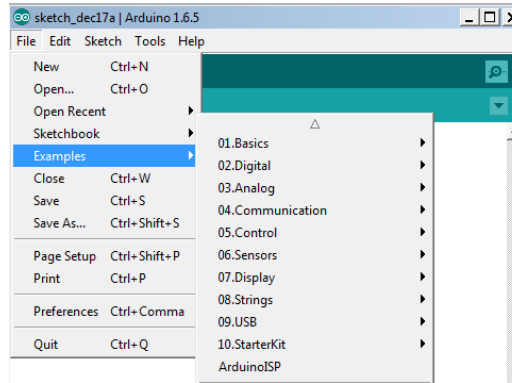 sketch_dec17a | Arduino 1.6.5
File Edit Sketch Tools Help
New Ctrl+N
Open... Ctrl+O
Open Recent
Sketchbook
Examples
Close Ctrl+W
Save Ctrl+S
Save As... Ctrl+Shift+S
Page Setup Ctrl+Shift+P
Print Ctrl+P
Preferences Ctrl+Comma
Quit Ctrl+Q
01.Basics
02.Digital
03.Analog
04.Communication
05.Control
06.Sensors
07.Display
08.Strings
09.USB
10.StarterKit
ArduinoISP